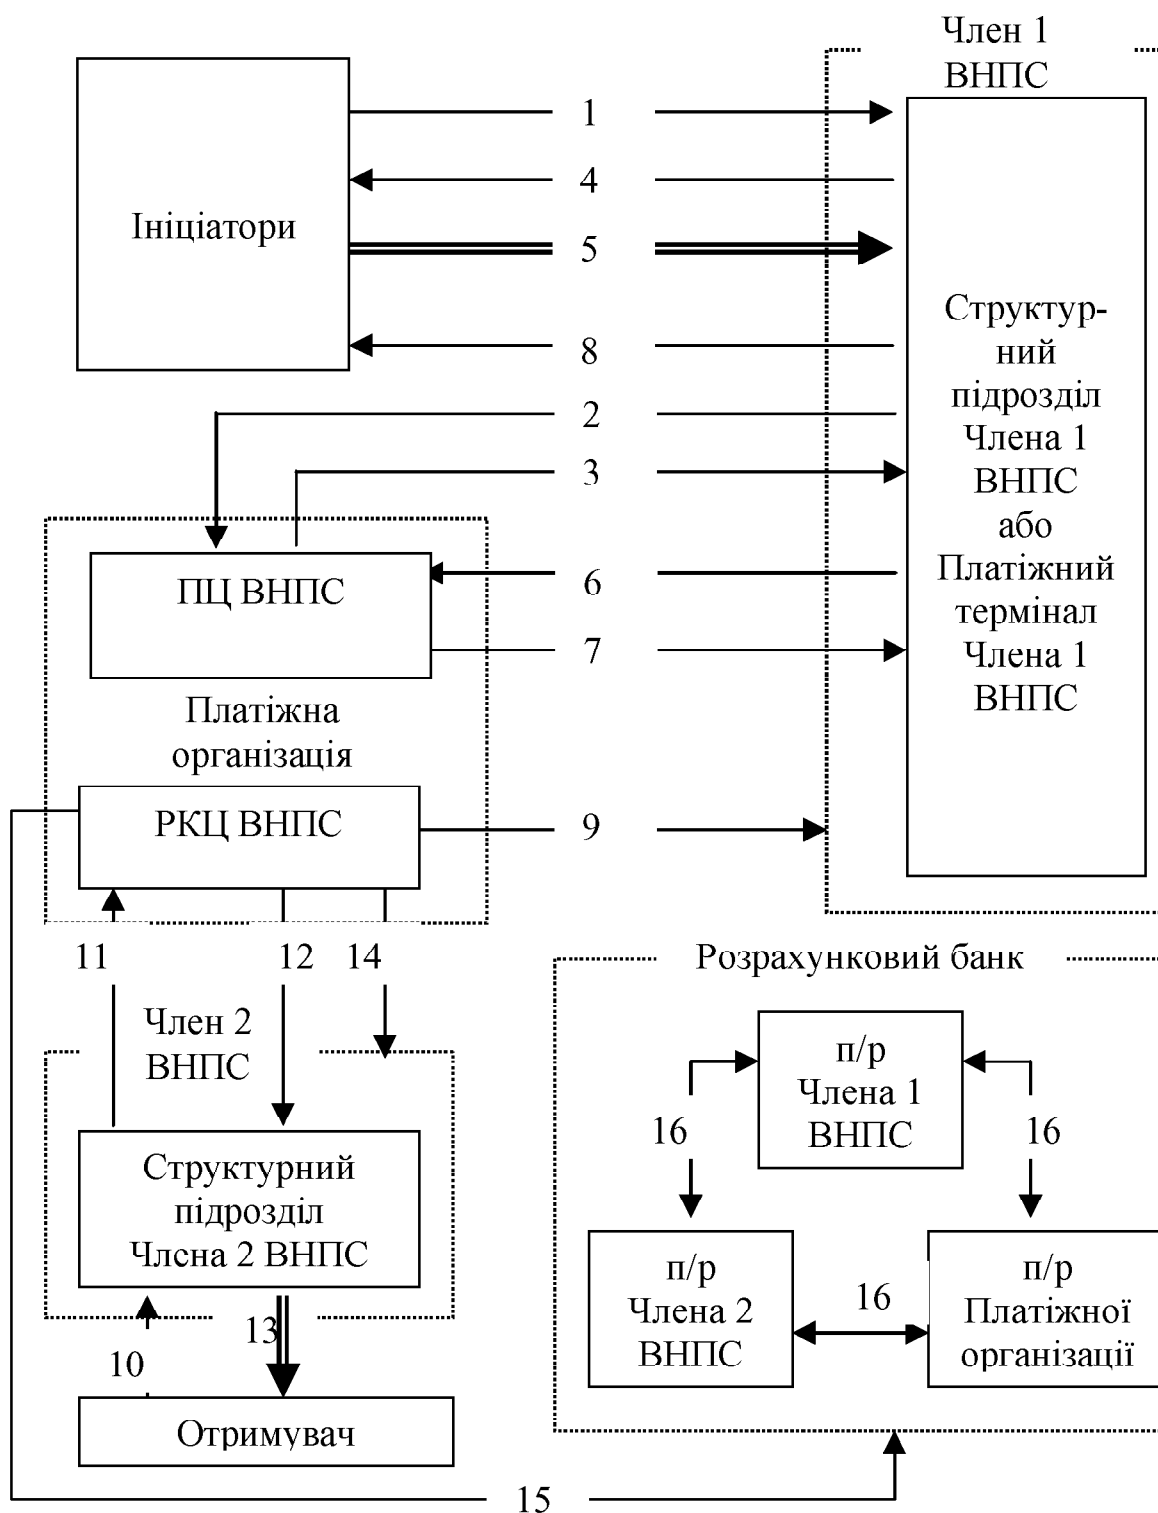 Член 1
ВНПС
1
4
Ініціатори
5
Структур-
ний
підрозділ
Члена 1
ВНПС
або
Платіжний
термінал
Члена 1
ВНПС
8
2
3
ПЦ ВНПС
6
7
Платіжна
організація
РКЦ ВНПС
9
11
12
14
Розрахунковий банк
Член 2
ВНПС
п/р
Члена 1
ВНПС
16
16
Структурний
підрозділ
Члена 2 ВНПС
п/р
Члена 2
ВНПС
16
п/р
Платіжної
організації
13
10
Отримувач
15